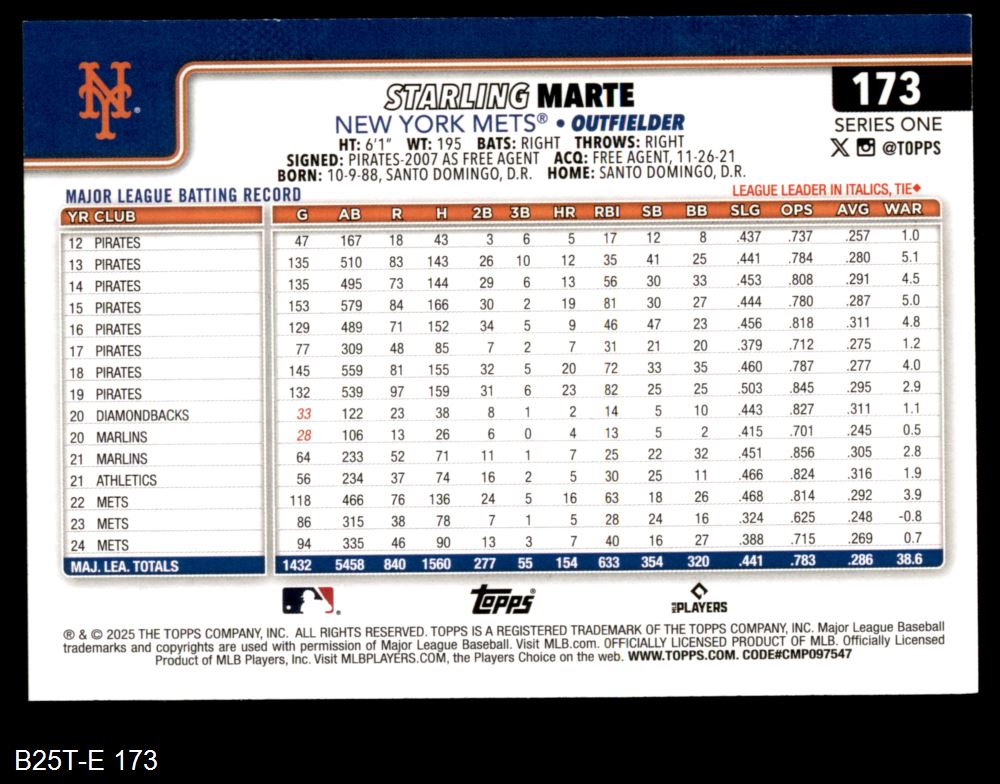 NY
STARLING MARTE
173
NEW YORK METS® • OUTFIELDER
SERIES ONE
HT: 6'1" WT: 195 BATS: RIGHT THROWS: RIGHT
@TOPPS
SIGNED: PIRATES-2007 AS FREE AGENT ACQ: FREE AGENT, 11-26-21
BORN: 10-9-88, SANTO DOMINGO, D.R. HOME: SANTO DOMINGO, D.R.
MAJOR LEAGUE BATTING RECORD
LEAGUE LEADER IN ITALICS, TIE◆
YR CLUB G AB R H 2B 3B HR RBI SB BB SLG OPS AVG WAR
12 PIRATES 47 167 18 43 3 6 5 17 12 8 .437 .737 .257 1.0
13 PIRATES 135 510 83 143 26 10 12 35 41 25 .441 .784 .280 5.1
14 PIRATES 135 495 73 144 29 6 13 56 30 33 .453 .808 .291 4.5
15 PIRATES 153 579 84 166 30 2 19 81 30 27 .444 .780 .287 5.0
16 PIRATES 129 489 71 152 34 5 9 46 47 23 .456 .818 .311 4.8
17 PIRATES 77 309 48 85 7 2 7 31 21 20 .379 .712 .275 1.2
18 PIRATES 145 559 81 155 32 5 20 72 33 35 .460 .787 .277 4.0
19 PIRATES 132 539 97 159 31 6 23 82 25 25 .503 .845 .295 2.9
20 DIAMONDBACKS 33 122 23 38 8 1 2 14 5 10 .443 .827 .311 1.1
20 MARLINS 28 106 13 26 6 0 4 13 5 2 .415 .701 .245 0.5
21 MARLINS 64 233 52 71 11 1 7 25 22 32 .451 .856 .305 2.8
21 ATHLETICS 56 234 37 74 16 2 5 30 25 11 .466 .824 .316 1.9
22 METS 118 466 76 136 24 5 16 63 18 26 .468 .814 .292 3.9
23 METS 86 315 38 78 7 1 5 28 24 16 .324 .625 .248 -0.8
24 METS 94 335 46 90 13 3 7 40 16 27 .388 .715 .269 0.7
MAJ. LEA. TOTALS 1432 5458 840 1560 277 55 154 633 354 320 .441 .783 .286 38.6
topps® MLB PLAYERS
® & © 2025 THE TOPPS COMPANY, INC. ALL RIGHTS RESERVED. TOPPS IS A REGISTERED TRADEMARK OF THE TOPPS COMPANY, INC. Major League Baseball
trademarks and copyrights are used with permission of Major League Baseball. Visit MLB.com. OFFICIALLY LICENSED PRODUCT OF MLB. Officially Licensed
Product of MLB Players, Inc. Visit MLBPLAYERS.COM, the Players Choice on the web. WWW.TOPPS.COM. CODE#CMP097547
B25T-E 173